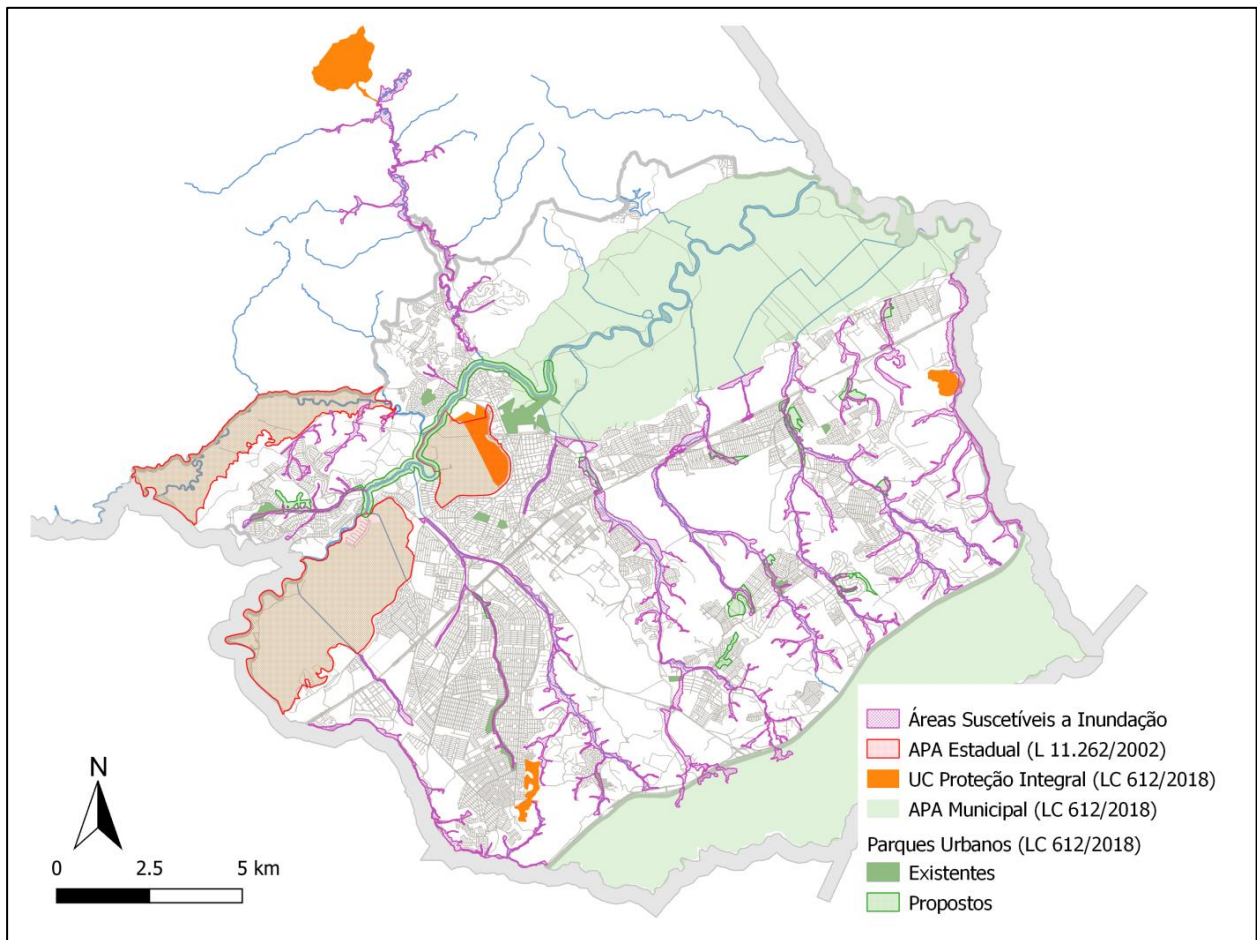 Áreas Suscetíveis a Inundação
APA Estadual (L 11.262/2002)
UC Proteção Integral (LC 612/2018)
APA Municipal (LC 612/2018)
Parques Urbanos (LC 612/2018)
Existentes
Propostos
N
0 2.5 5 km